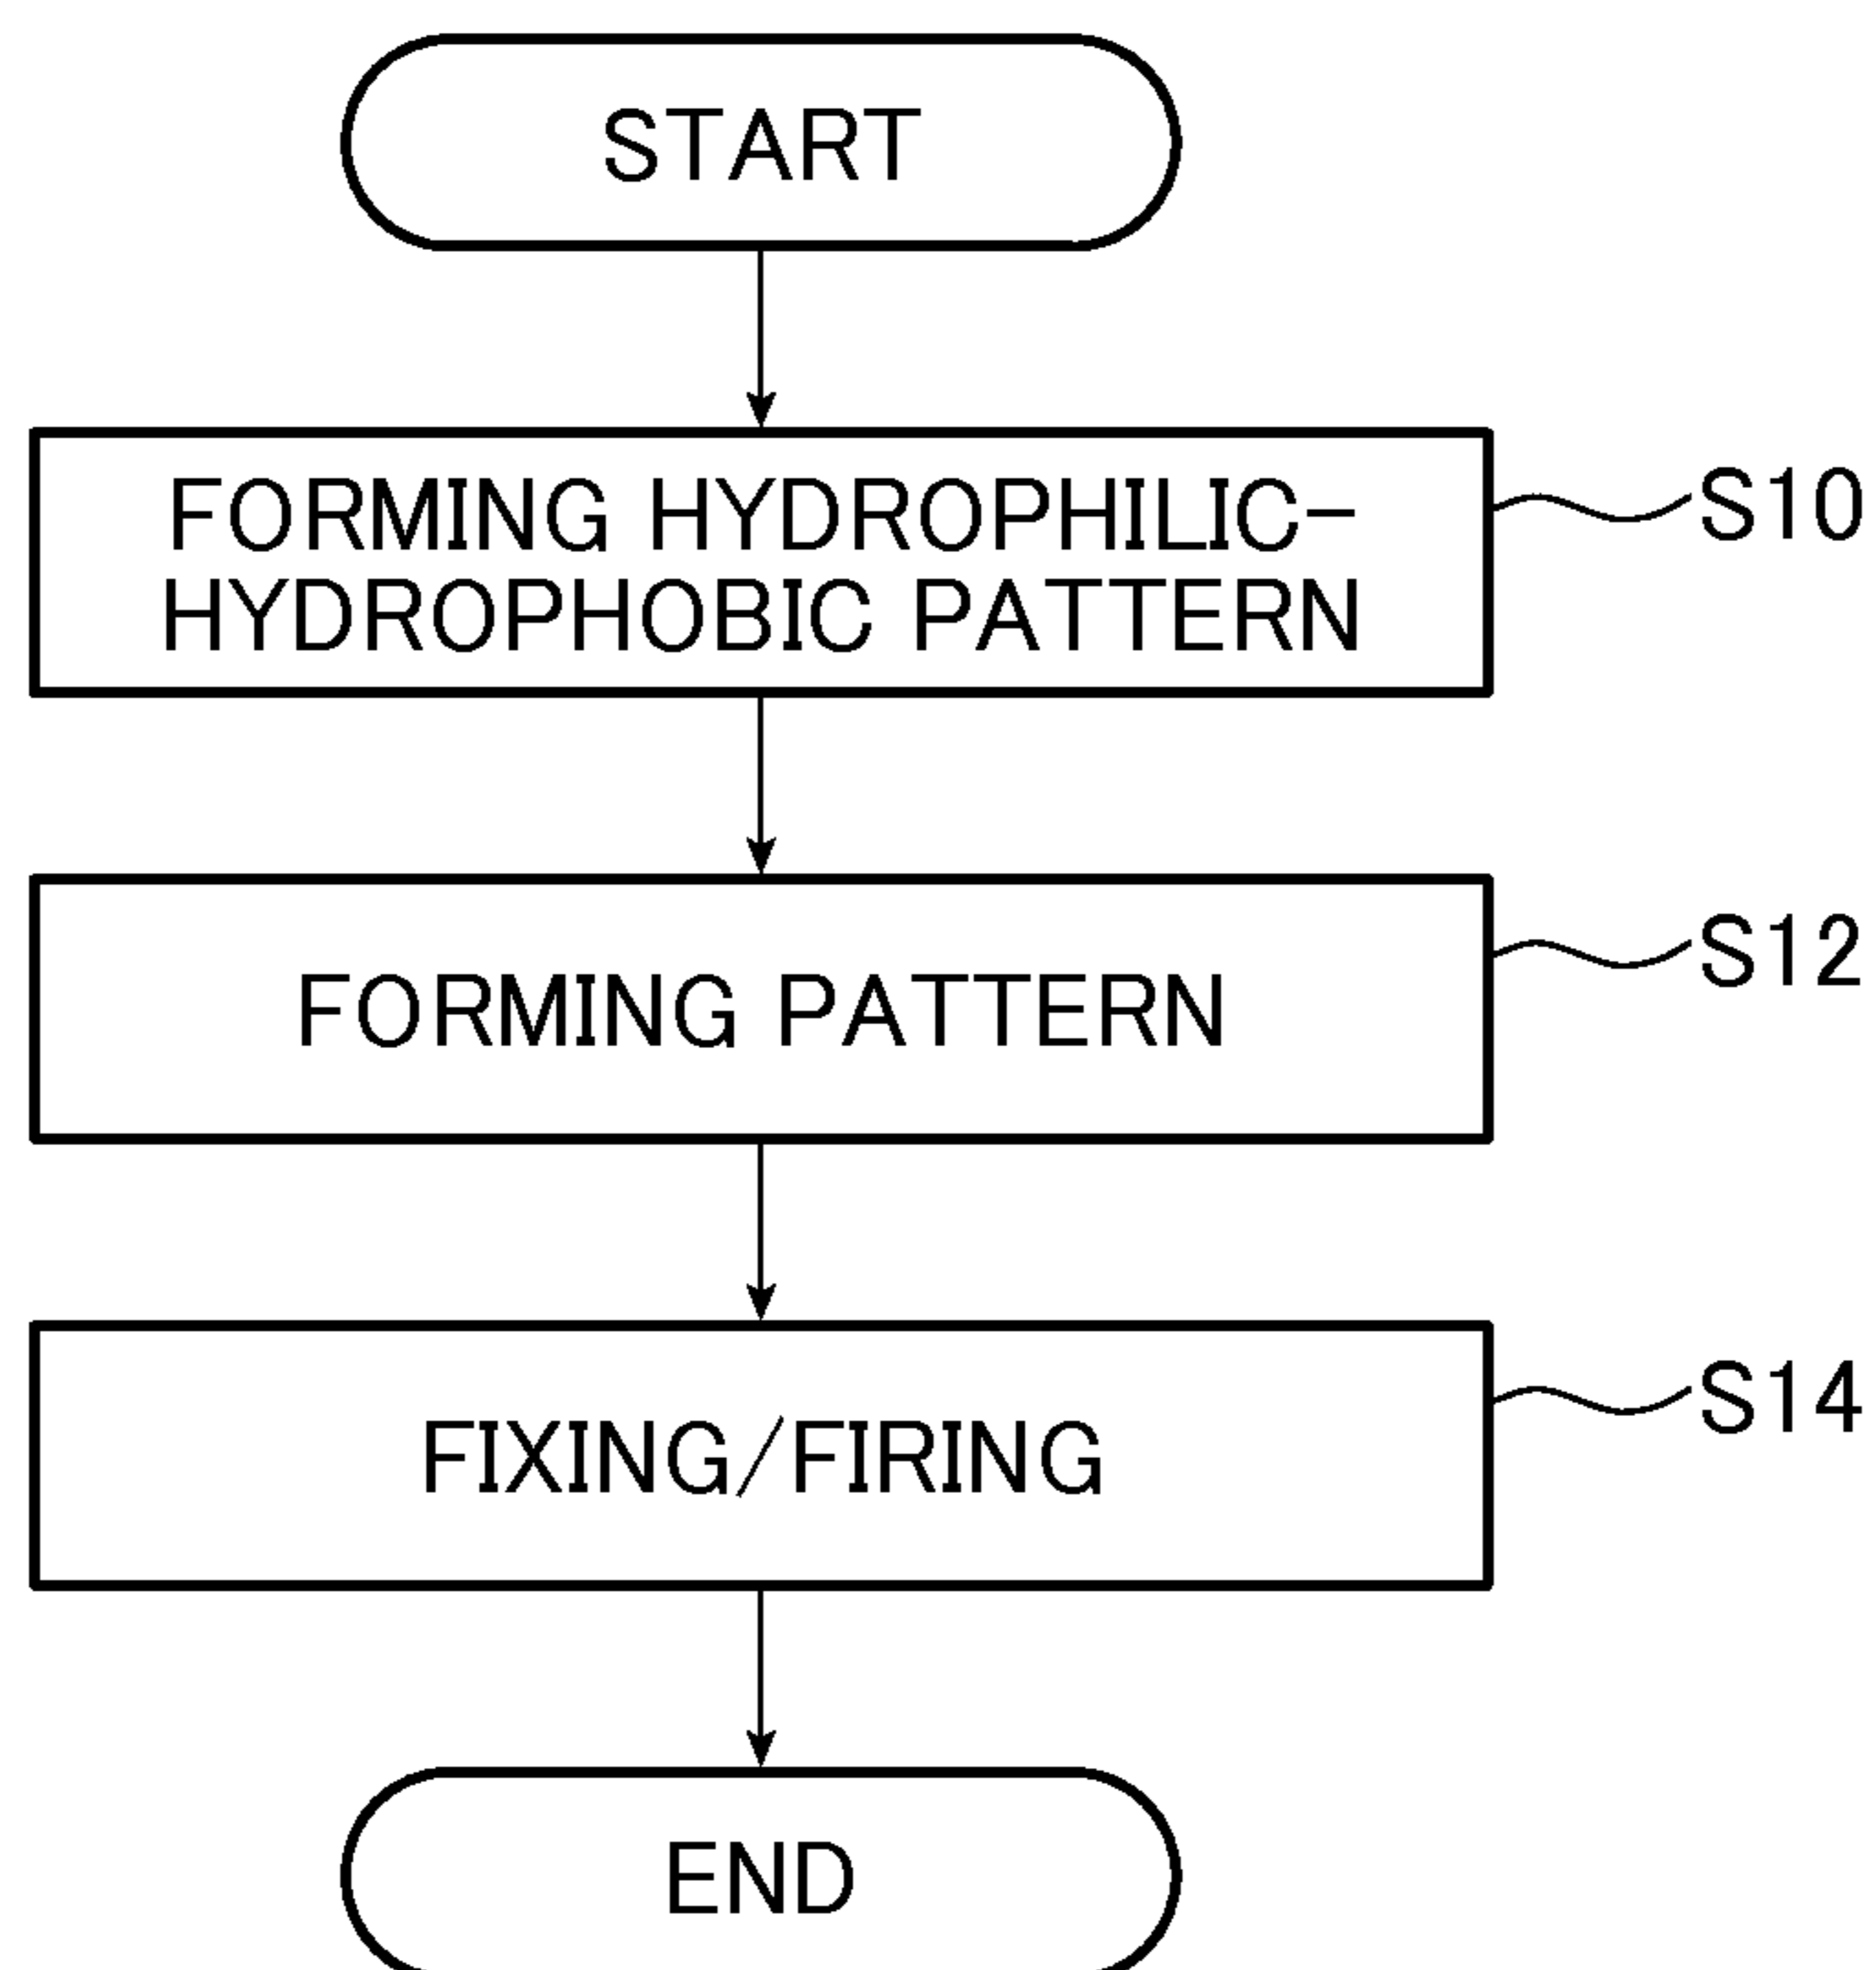 START
FORMING HYDROPHILIC-
HYDROPHOBIC PATTERN
S10
FORMING PATTERN
S12
FIXING/FIRING
S14
END